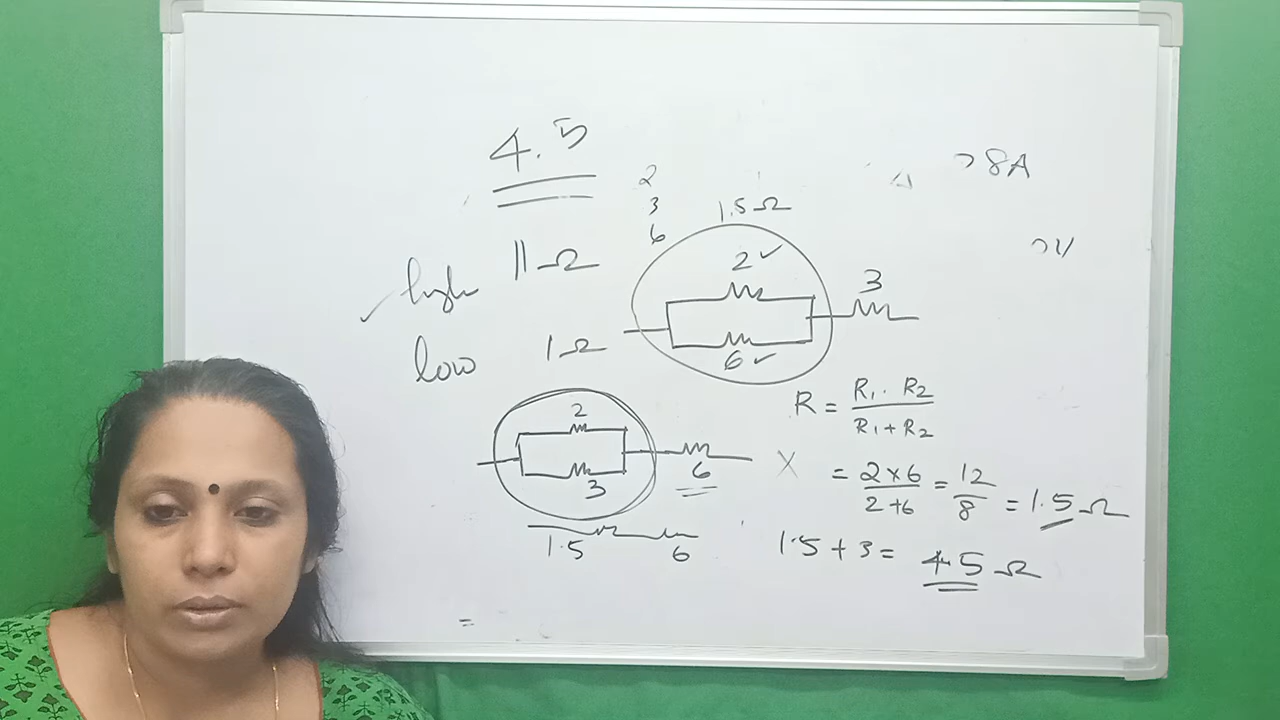 4.5
2
3
6
high 11 Ω
low 1 Ω
1.5 Ω
2 ✓
6 ✓
3
8A
2
3
6
1.5 6
R = R₁ . R₂ / R₁ + R₂
= 2 × 6 / 2 + 6 = 12 / 8 = 1.5 Ω
1.5 + 3 = 4.5 Ω
=